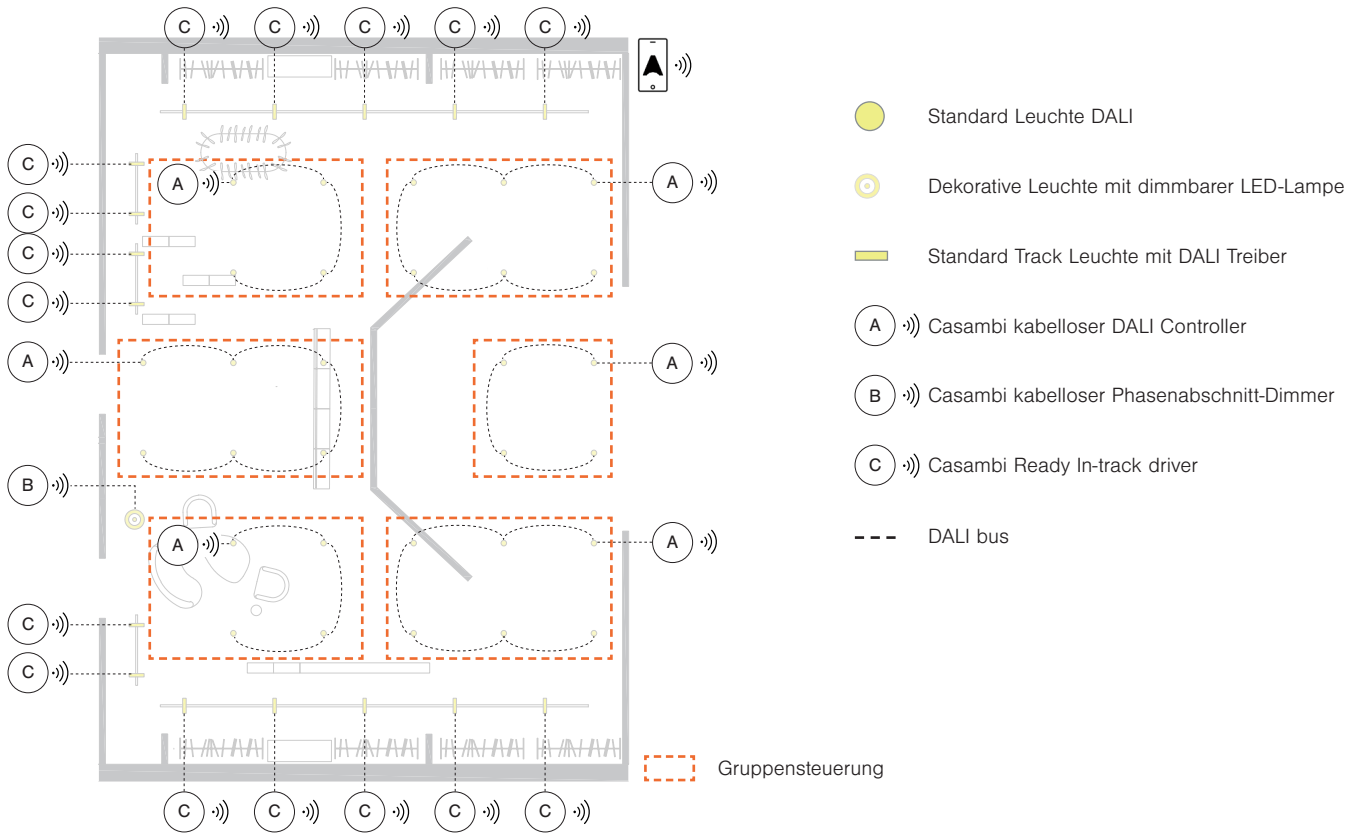 C C C C C
C
A A
C
C
C
A A
B
A A
C
C
C C C C C
Standard Leuchte DALI
Dekorative Leuchte mit dimmbarer LED-Lampe
Standard Track Leuchte mit DALI Treiber
A Casambi kabelloser DALI Controller
B Casambi kabelloser Phasenabschnitt-Dimmer
C Casambi Ready In-track driver
DALI bus
Gruppensteuerung